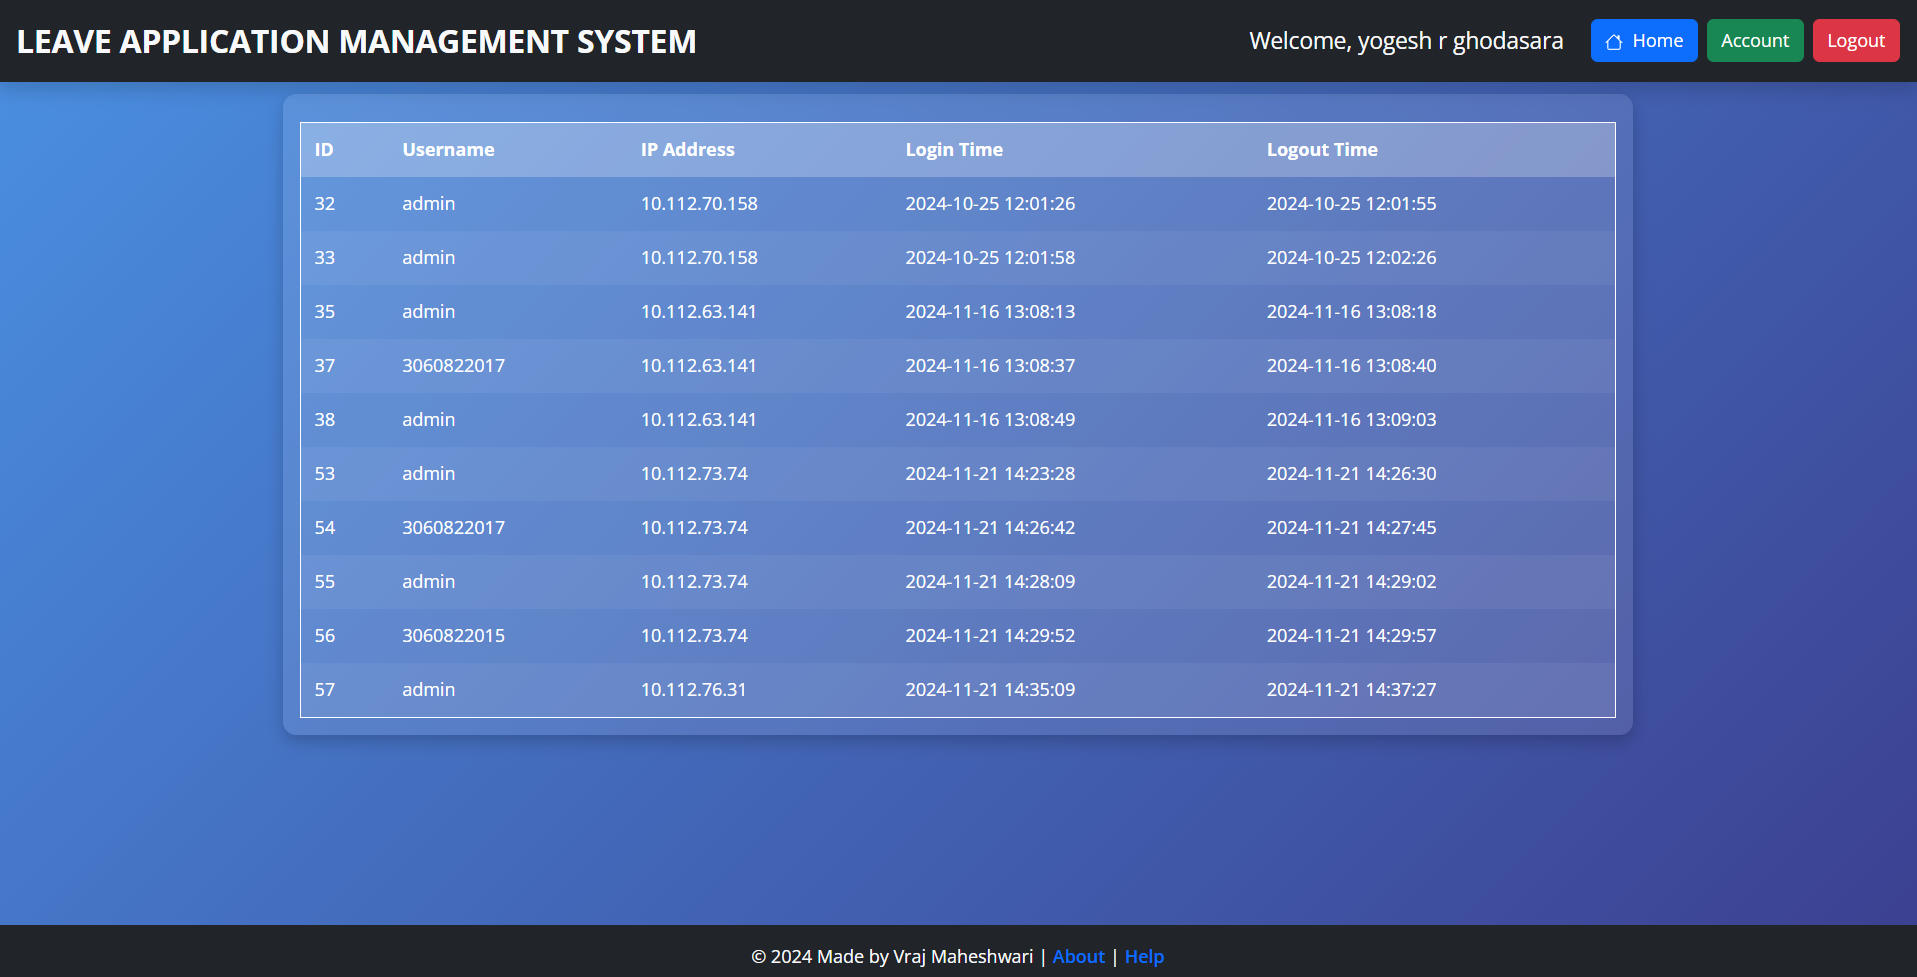 LEAVE APPLICATION MANAGEMENT SYSTEM Welcome, yogesh r ghodasara Home Account Logout
ID Username IP Address Login Time Logout Time
32 admin 10.112.70.158 2024-10-25 12:01:26 2024-10-25 12:01:55
33 admin 10.112.70.158 2024-10-25 12:01:58 2024-10-25 12:02:26
35 admin 10.112.63.141 2024-11-16 13:08:13 2024-11-16 13:08:18
37 3060822017 10.112.63.141 2024-11-16 13:08:37 2024-11-16 13:08:40
38 admin 10.112.63.141 2024-11-16 13:08:49 2024-11-16 13:09:03
53 admin 10.112.73.74 2024-11-21 14:23:28 2024-11-21 14:26:30
54 3060822017 10.112.73.74 2024-11-21 14:26:42 2024-11-21 14:27:45
55 admin 10.112.73.74 2024-11-21 14:28:09 2024-11-21 14:29:02
56 3060822015 10.112.73.74 2024-11-21 14:29:52 2024-11-21 14:29:57
57 admin 10.112.76.31 2024-11-21 14:35:09 2024-11-21 14:37:27
© 2024 Made by Vraj Maheshwari | About | Help